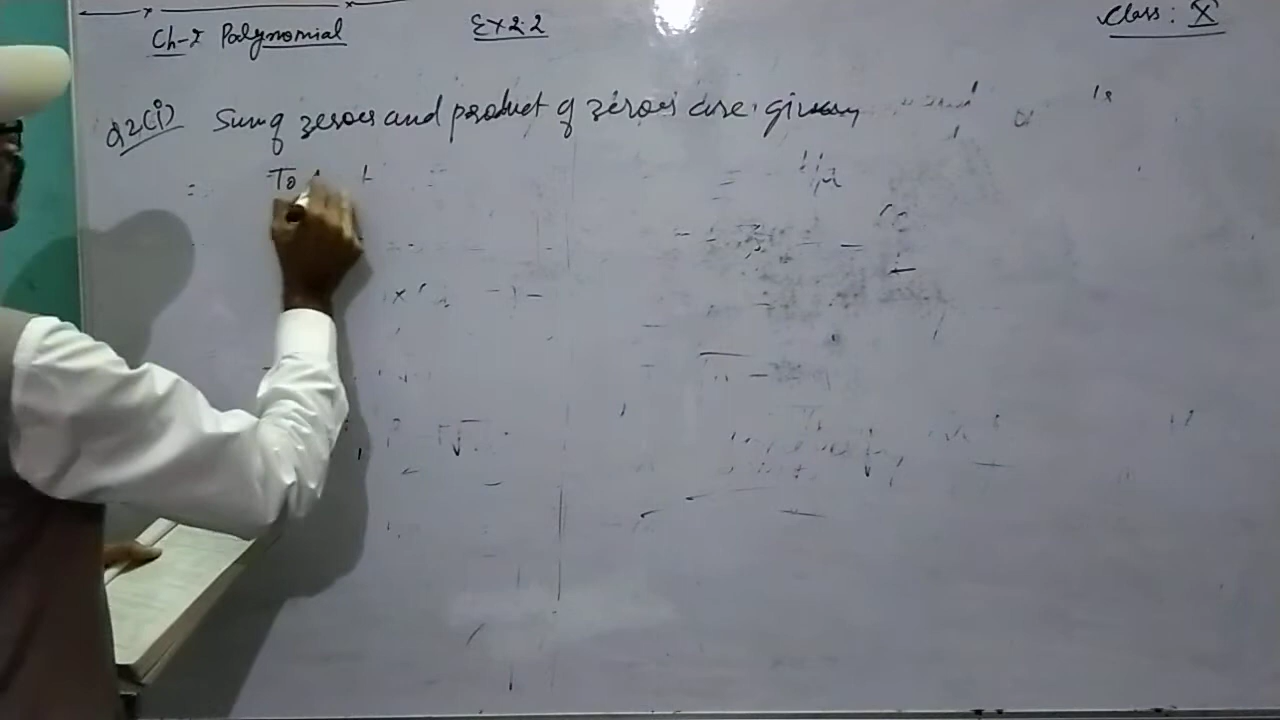 Ch-2 Polynomial Ex 2.2 Class: X
Q2(i) Sum of zeroes and product of zeroes are given
To